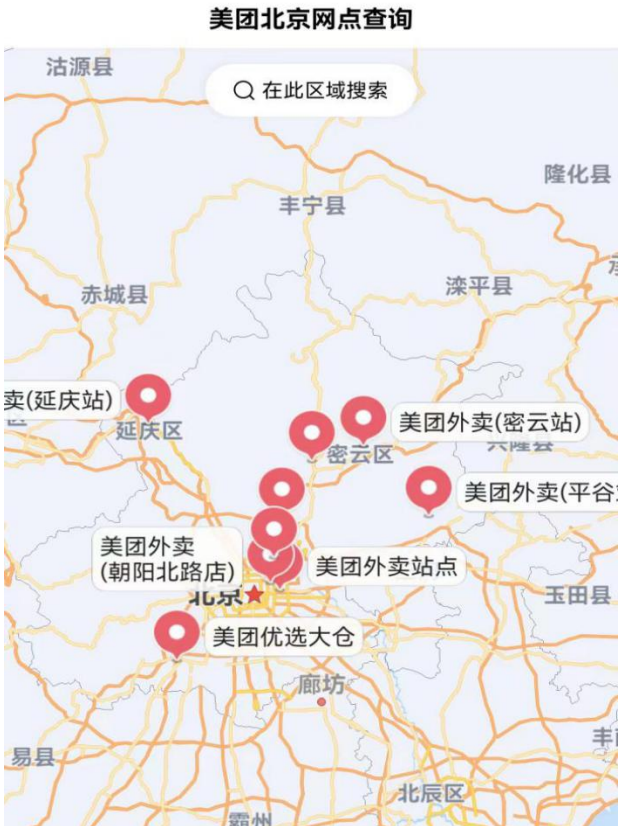 美团北京网点查询
沽源县
在此区域搜索
隆化县
丰宁县
滦平县
赤城县
卖(延庆站)
延庆区
美团外卖(密云站)
密云区
兴隆县
美团外卖(平谷
美团外卖
(朝阳北路店)
美团外卖站点
北京
玉田县
美团优选大仓
廊坊
易县
北辰区
霸州